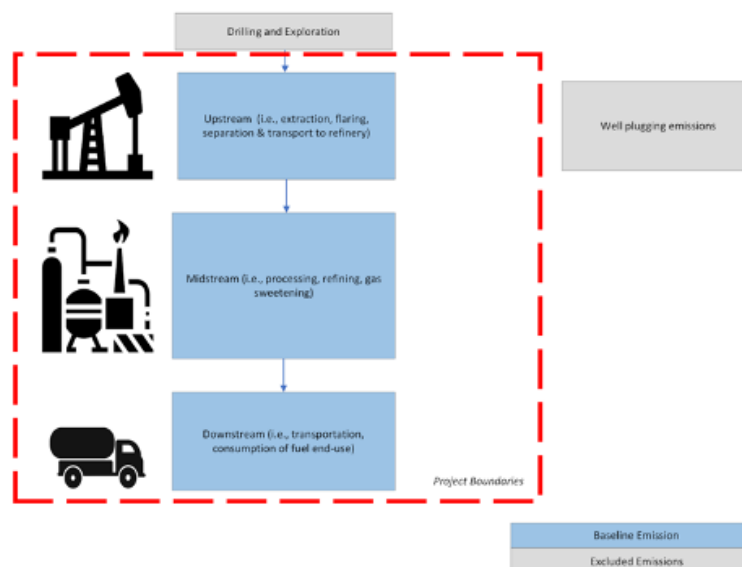 Drilling and Exploration
Upstream (i.e., extraction, flaring,
separation & transport to refinery)
Well plugging emissions
Midstream (i.e., processing, refining, gas
sweetening)
Downstream (i.e., transportation,
consumption of fuel end-use)
Project Boundaries
Baseline Emission
Excluded Emissions